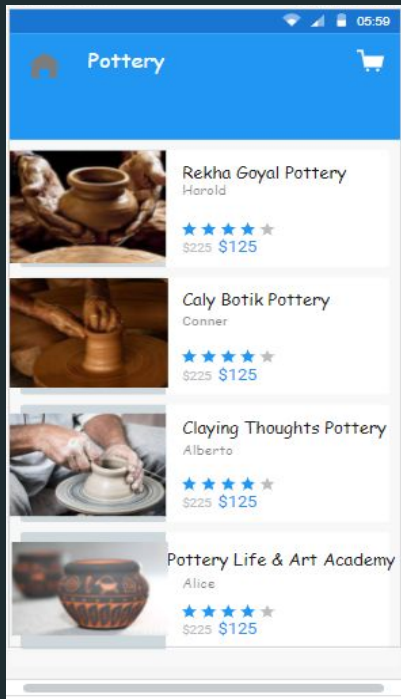 05:59
Pottery
Rekha Goyal Pottery
Harold
$225 $125
Caly Botik Pottery
Conner
$225 $125
Claying Thoughts Pottery
Alberto
$225 $125
Pottery Life & Art Academy
Alice
$225 $125